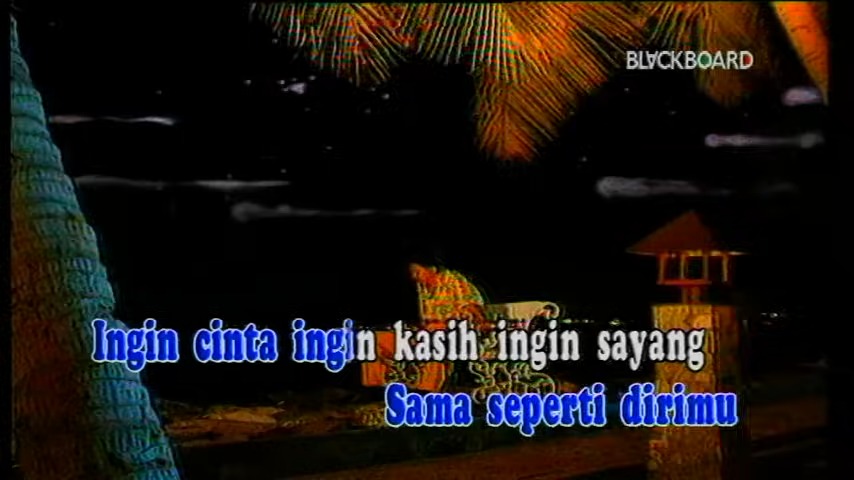 BLACKBOARD
Ingin cinta ingin kasih ingin sayang
Sama seperti dirimu